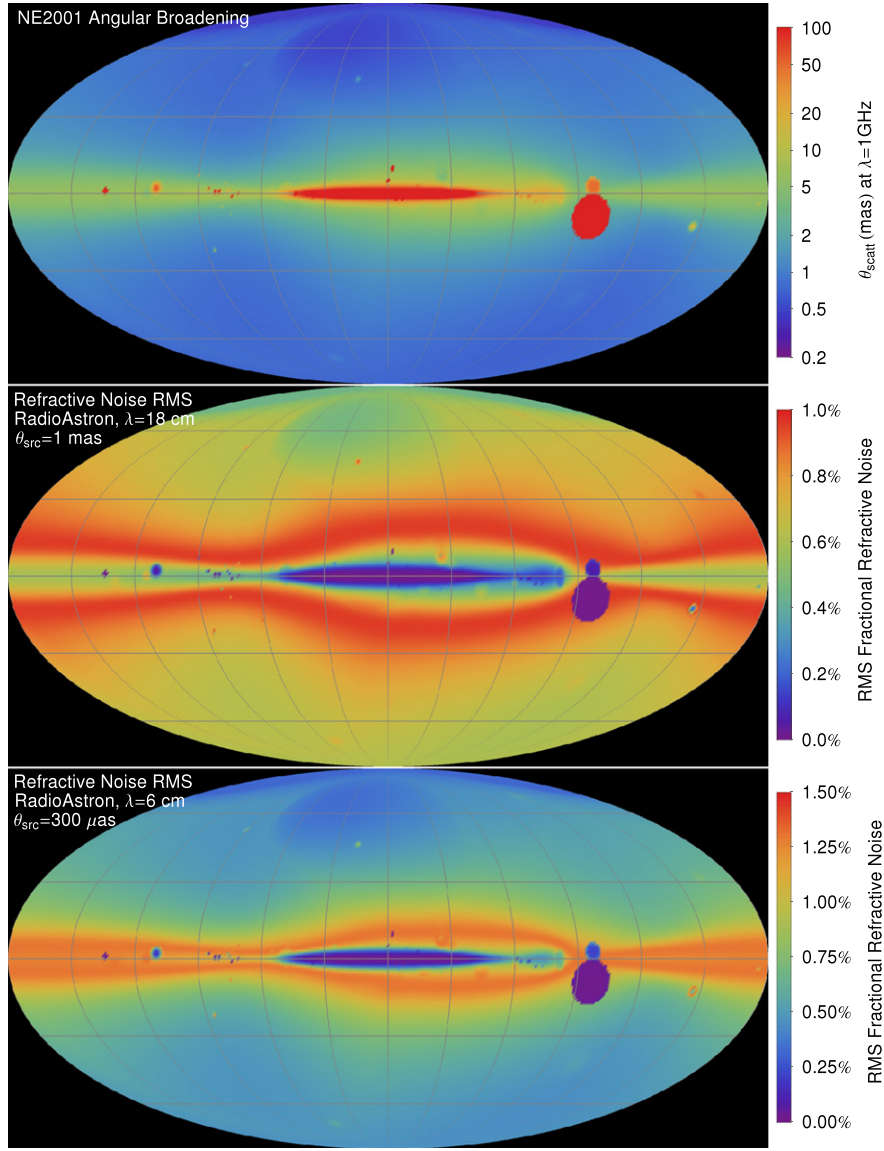 NE2001 Angular Broadening
100
50
20
10
5
2
1
0.5
0.2
θscatt (mas) at λ=1GHz
Refractive Noise RMS
RadioAstron, λ=18 cm
θsrc=1 mas
1.0%
0.8%
0.6%
0.4%
0.2%
0.0%
RMS Fractional Refractive Noise
Refractive Noise RMS
RadioAstron, λ=6 cm
θsrc=300 μas
1.50%
1.25%
1.00%
0.75%
0.50%
0.25%
0.00%
RMS Fractional Refractive Noise